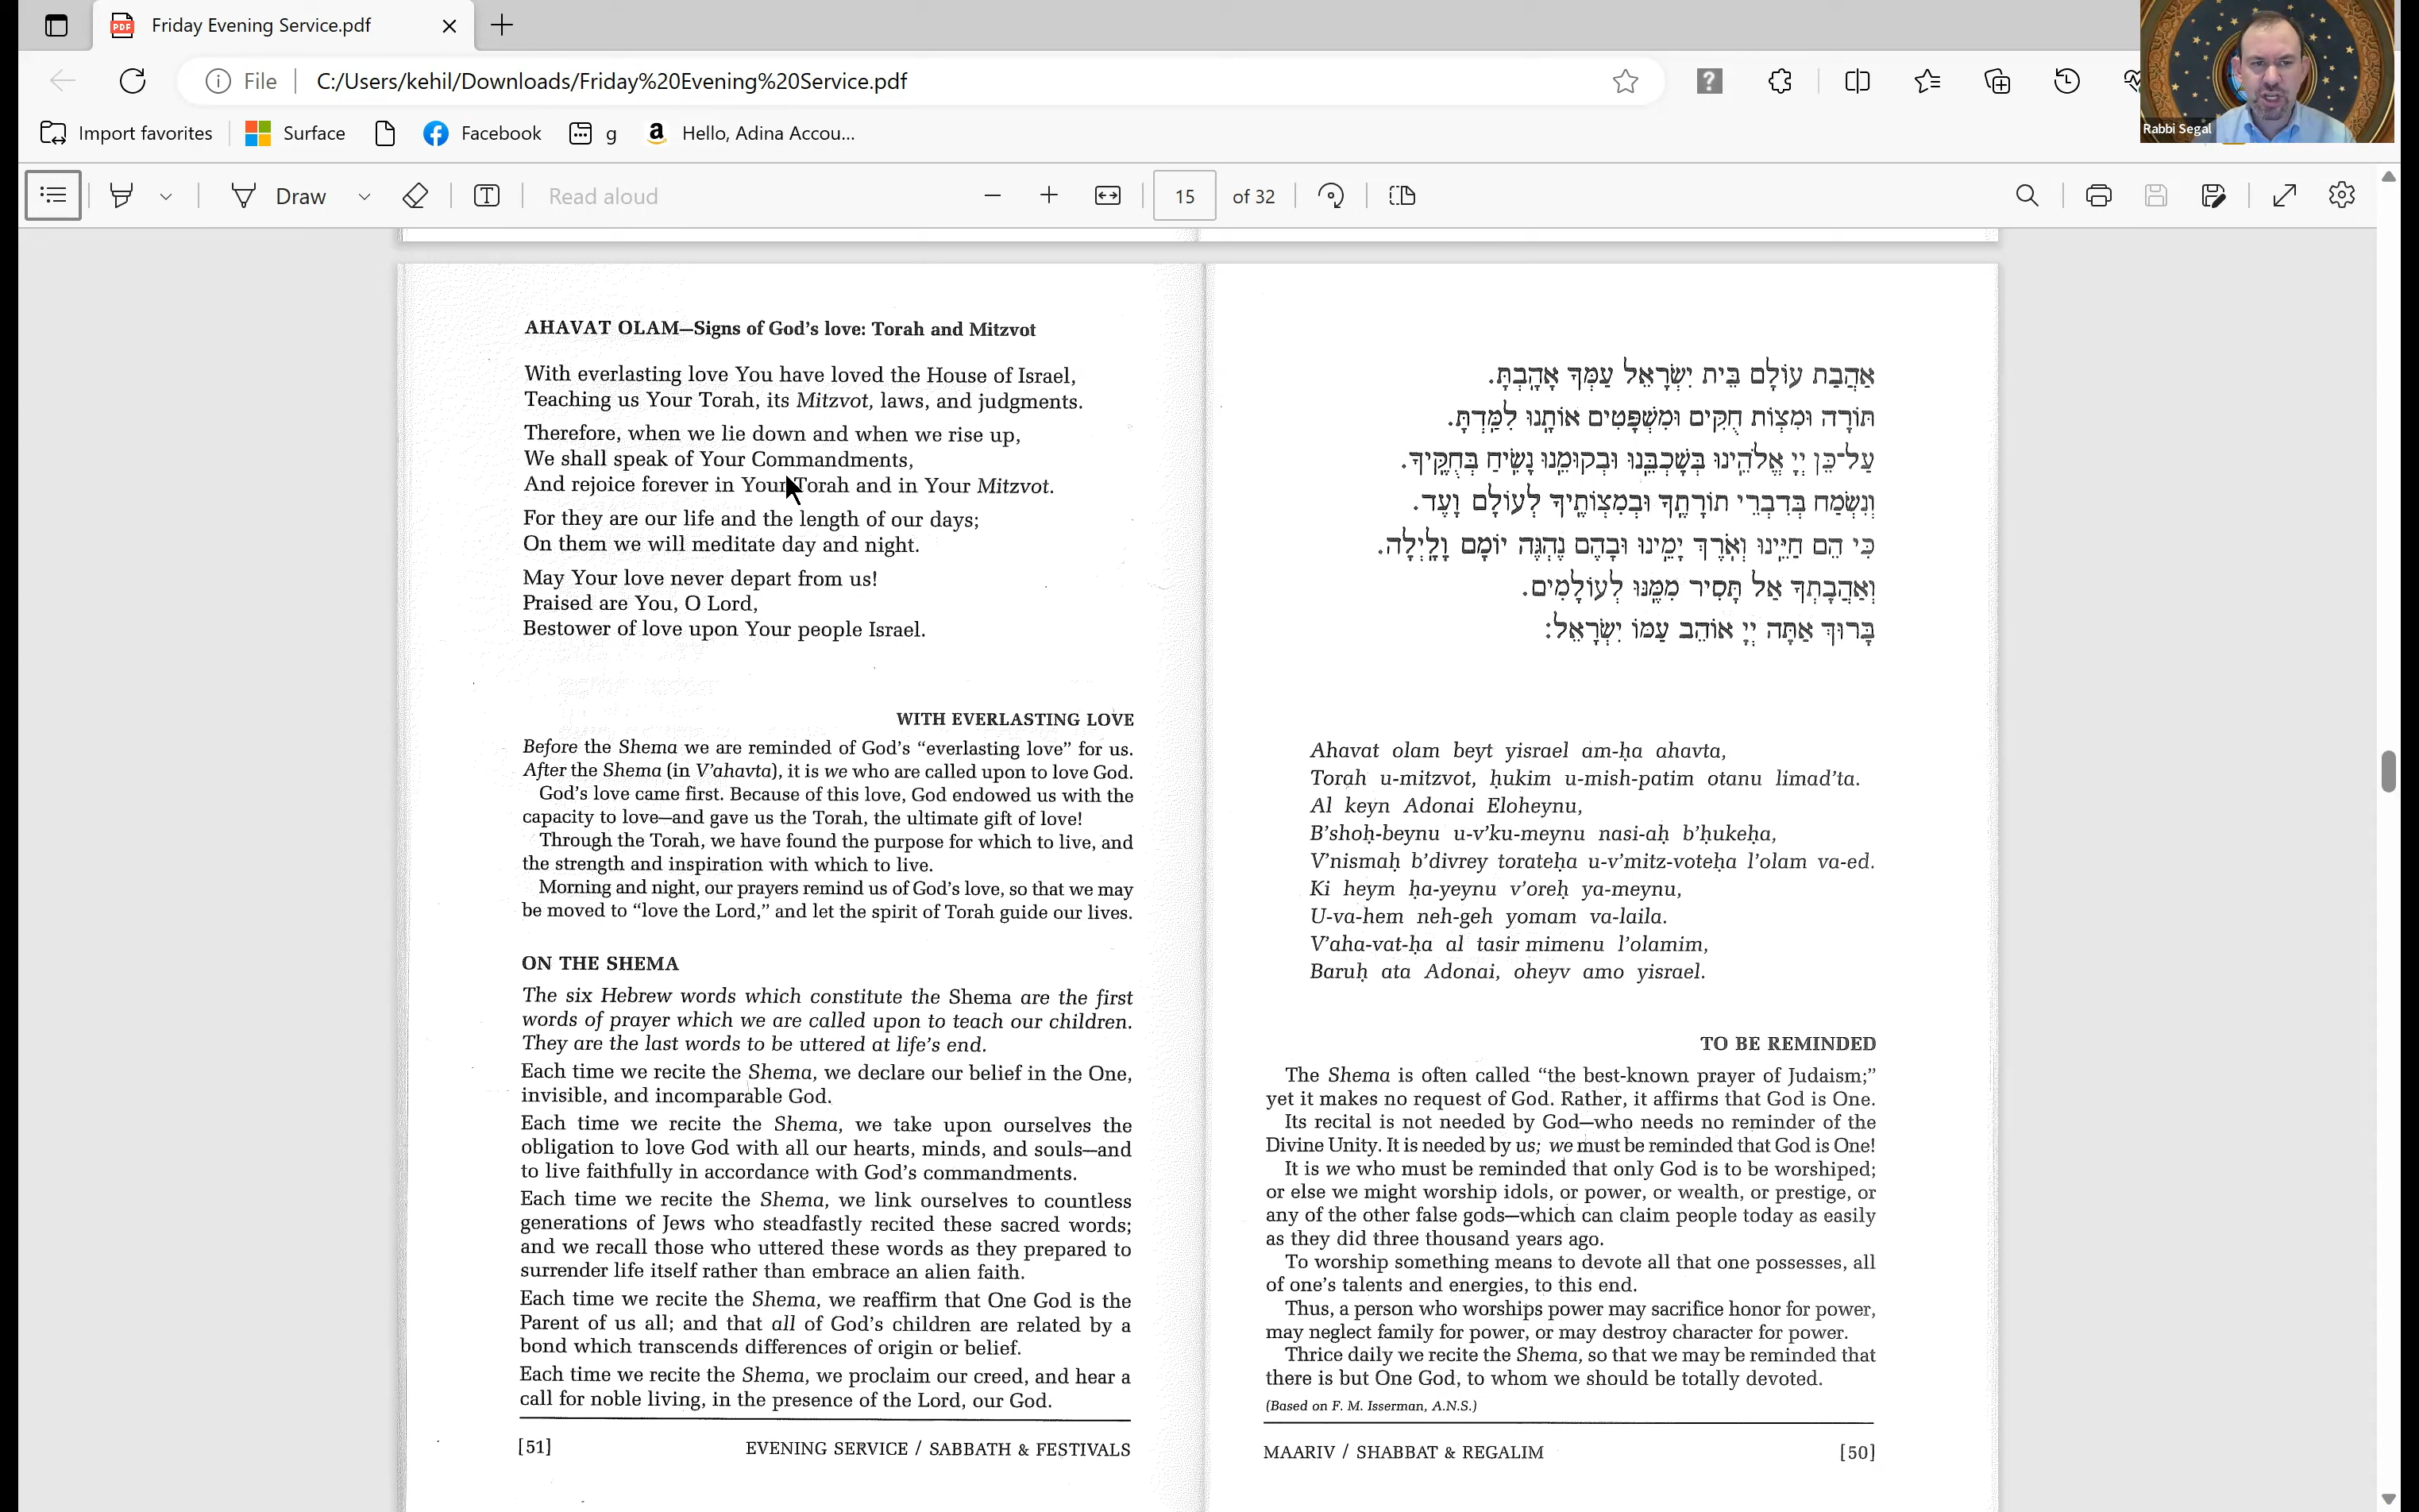 Friday Evening Service.pdf
File
C:/Users/kehil/Downloads/Friday%20Evening%20Service.pdf
Rabbi Segal
Import favorites
Surface
Facebook
g
Hello, Adina Accou...
Draw
Read aloud
15
of 32
AHAVAT OLAM—Signs of God's love: Torah and Mitzvot
With everlasting love You have loved the House of Israel,
Teaching us Your Torah, its Mitzvot, laws, and judgments.
Therefore, when we lie down and when we rise up,
We shall speak of Your Commandments,
And rejoice forever in Your Torah and in Your Mitzvot.
For they are our life and the length of our days;
On them we will meditate day and night.
May Your love never depart from us!
Praised are You, O Lord,
Bestower of love upon Your people Israel.
WITH EVERLASTING LOVE
Before the Shema we are reminded of God's “everlasting love” for us.
After the Shema (in V'ahavta), it is we who are called upon to love God.
God's love came first. Because of this love, God endowed us with the
capacity to love—and gave us the Torah, the ultimate gift of love!
Through the Torah, we have found the purpose for which to live, and
the strength and inspiration with which to live.
Morning and night, our prayers remind us of God's love, so that we may
be moved to “love the Lord,” and let the spirit of Torah guide our lives.
ON THE SHEMA
The six Hebrew words which constitute the Shema are the first
words of prayer which we are called upon to teach our children.
They are the last words to be uttered at life's end.
Each time we recite the Shema, we declare our belief in the One,
invisible, and incomparable God.
Each time we recite the Shema, we take upon ourselves the
obligation to love God with all our hearts, minds, and souls—and
to live faithfully in accordance with God's commandments.
Each time we recite the Shema, we link ourselves to countless
generations of Jews who steadfastly recited these sacred words;
and we recall those who uttered these words as they prepared to
surrender life itself rather than embrace an alien faith.
Each time we recite the Shema, we reaffirm that One God is the
Parent of us all; and that all of God's children are related by a
bond which transcends differences of origin or belief.
Each time we recite the Shema, we proclaim our creed, and hear a
call for noble living, in the presence of the Lord, our God.
[51] EVENING SERVICE / SABBATH & FESTIVALS
אַהֲבַת עוֹלָם בֵּית יִשְׂרָאֵל עַמְּךָ אָהָבְתָּ.
תּוֹרָה וּמִצְוֹת חֻקִּים וּמִשְׁפָּטִים אוֹתָנוּ לִמַּדְתָּ.
עַל־כֵּן יְיָ אֱלֹהֵינוּ בְּשָׁכְבֵּנוּ וּבְקוּמֵנוּ נָשִׂיחַ בְּחֻקֶּיךָ.
וְנִשְׂמַח בְּדִבְרֵי תוֹרָתֶךָ וּבְמִצְוֹתֶיךָ לְעוֹלָם וָעֶד.
כִּי הֵם חַיֵּינוּ וְאֹרֶךְ יָמֵינוּ וּבָהֶם נֶהְגֶּה יוֹמָם וָלָיְלָה.
וְאַהֲבָתְךָ אַל תָּסִיר מִמֶּנּוּ לְעוֹלָמִים.
בָּרוּךְ אַתָּה יְיָ אוֹהֵב עַמּוֹ יִשְׂרָאֵל:
Ahavat olam beyt yisrael am-ḥa ahavta,
Torah u-mitzvot, ḥukim u-mish-patim otanu limad'ta.
Al keyn Adonai Eloheynu,
B'shoḥ-beynu u-v'ku-meynu nasi-aḥ b'ḥukeḥa,
V'nismaḥ b'divrey torateḥa u-v'mitz-voteḥa l'olam va-ed.
Ki heym ḥa-yeynu v'oreḥ ya-meynu,
U-va-hem neh-geh yomam va-laila.
V'aha-vat-ḥa al tasir mimenu l'olamim,
Baruḥ ata Adonai, oheyv amo yisrael.
TO BE REMINDED
The Shema is often called “the best-known prayer of Judaism;”
yet it makes no request of God. Rather, it affirms that God is One.
Its recital is not needed by God—who needs no reminder of the
Divine Unity. It is needed by us; we must be reminded that God is One!
It is we who must be reminded that only God is to be worshiped;
or else we might worship idols, or power, or wealth, or prestige, or
any of the other false gods—which can claim people today as easily
as they did three thousand years ago.
To worship something means to devote all that one possesses, all
of one's talents and energies, to this end.
Thus, a person who worships power may sacrifice honor for power,
may neglect family for power, or may destroy character for power.
Thrice daily we recite the Shema, so that we may be reminded that
there is but One God, to whom we should be totally devoted.
(Based on F. M. Isserman, A.N.S.)
MAARIV / SHABBAT & REGALIM [50]